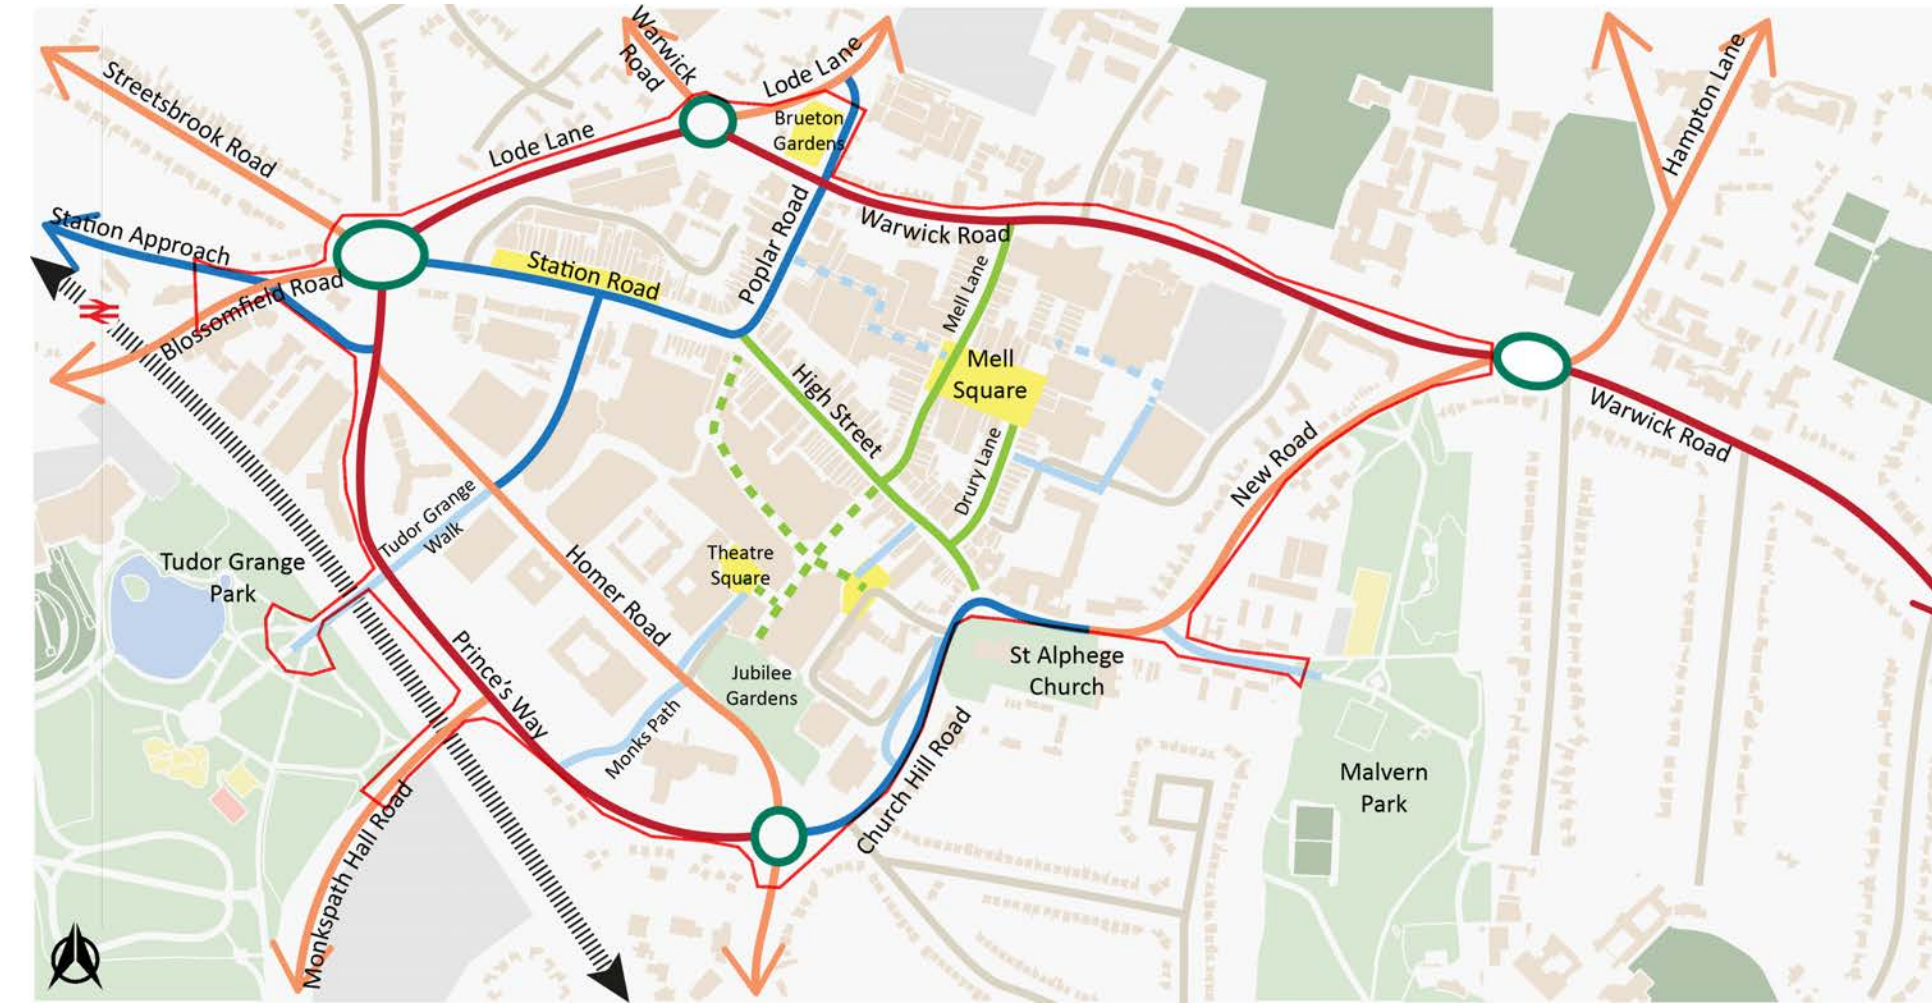 Warwick
Road
Lode Lane
Hampton Lane
Streetsbrook Road
Brueton
Gardens
Lode Lane
Station Approach
Poplar Road
Warwick Road
Station Road
Blossomfield Road
Mell Lane
Mell
Square
High Street
Warwick Road
New Road
Drury Lane
Tudor Grange
Walk
Tudor Grange
Park
Theatre
Square
Homer Road
Prince's Way
St Alphege
Church
Jubilee
Gardens
Monks Path
Church Hill Road
Malvern
Park
Monkspath Hall Road